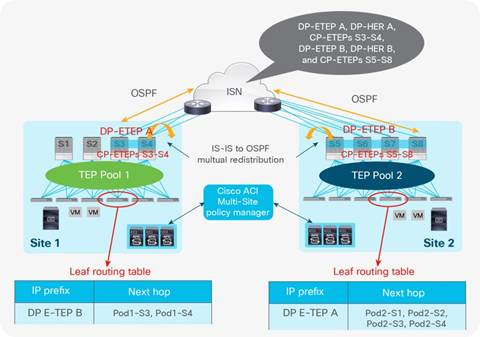 DP-ETEP A, DP-HER A,
CP-ETEPs S3-S4,
DP-ETEP B, DP-HER B,
and CP-ETEPs S5-S8
OSPF
ISN
OSPF
DP-ETEP A
DP-ETEP B
S1
S2
S3
S4
IS-IS to OSPF
multual redistribution
S5
S6
S7
S8
CP-ETEPs S3-S4
CP-ETEPs S5-S8
TEP Pool 1
TEP Pool 2
Cisco ACI
Multi-Site
policy manager
VM
VM
VM
VM
Site 1
Site 2
Leaf routing table
Leaf routing table
IP prefix
Next hop
DP E-TEP B
Pod1-S3, Pod1-S4
IP prefix
Next hop
DP E-TEP A
Pod2-S1, Pod2-S2,
Pod2-S3, Pod2-S4